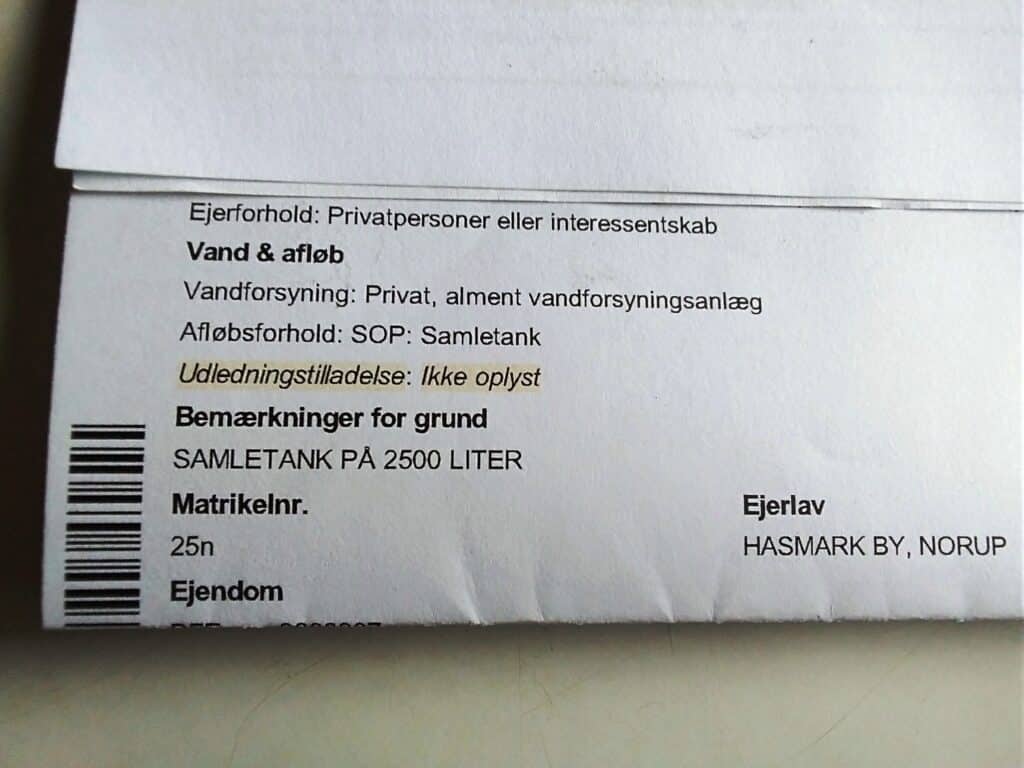 Ejerforhold: Privatpersoner eller interessentskab
Vand & afløb
Vandforsyning: Privat, alment vandforsyningsanlæg
Afløbsforhold: SOP: Samletank
Udledningstilladelse: Ikke oplyst
Bemærkninger for grund
SAMLETANK PÅ 2500 LITER
Matrikelnr. Ejerlav
25n HASMARK BY, NORUP
Ejendom